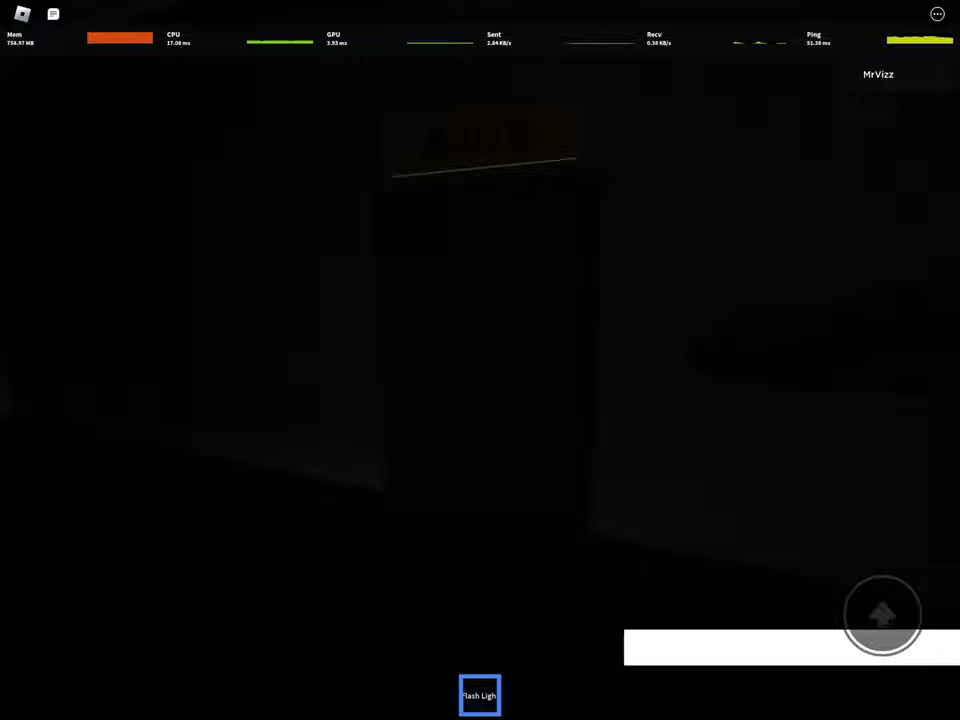 Mem
758.97 MB
CPU
17.08 ms
GPU
3.93 ms
Sent
2.84 KB/s
Recv
0.38 KB/s
Ping
51.38 ms
MrVizz
Flash Ligh